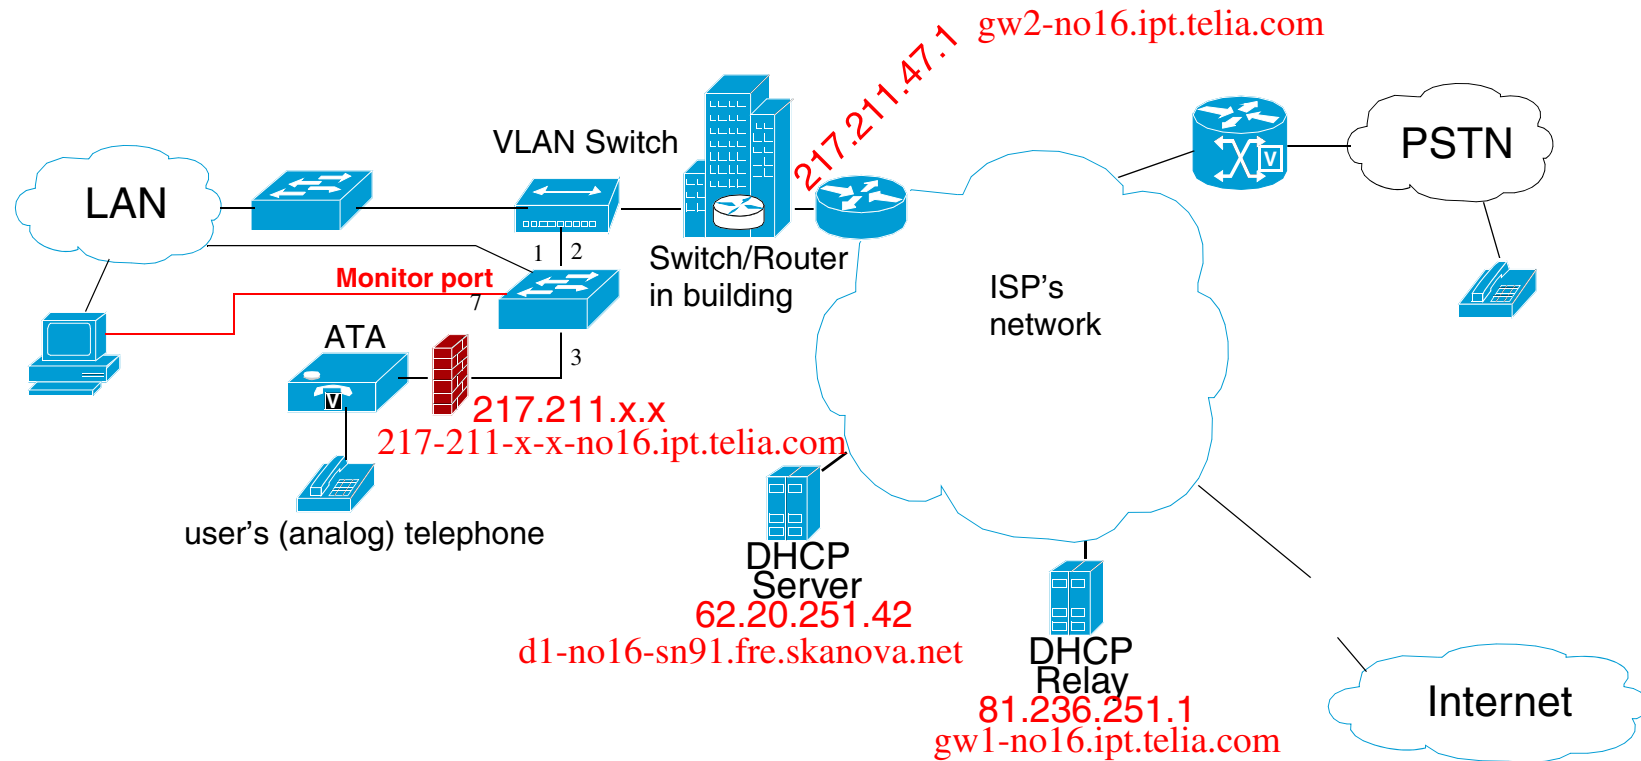 gw2-no16.ipt.telia.com
217.211.47.1
VLAN Switch
PSTN
LAN
1
2
Switch/Router
in building
Monitor port
7
ISP's
network
ATA
3
V
V
217.211.x.x
217-211-x-x-no16.ipt.telia.com
user's (analog) telephone
DHCP
Server
62.20.251.42
d1-no16-sn91.fre.skanova.net
DHCP
Relay
81.236.251.1
gw1-no16.ipt.telia.com
Internet